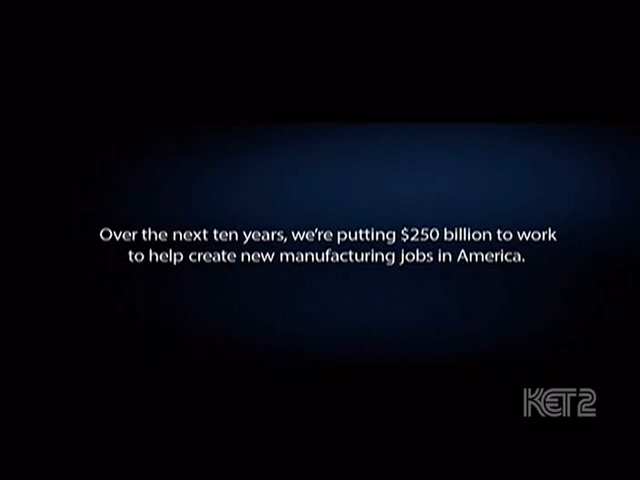 Over the next ten years, we're putting $250 billion to work
to help create new manufacturing jobs in America.
KET2